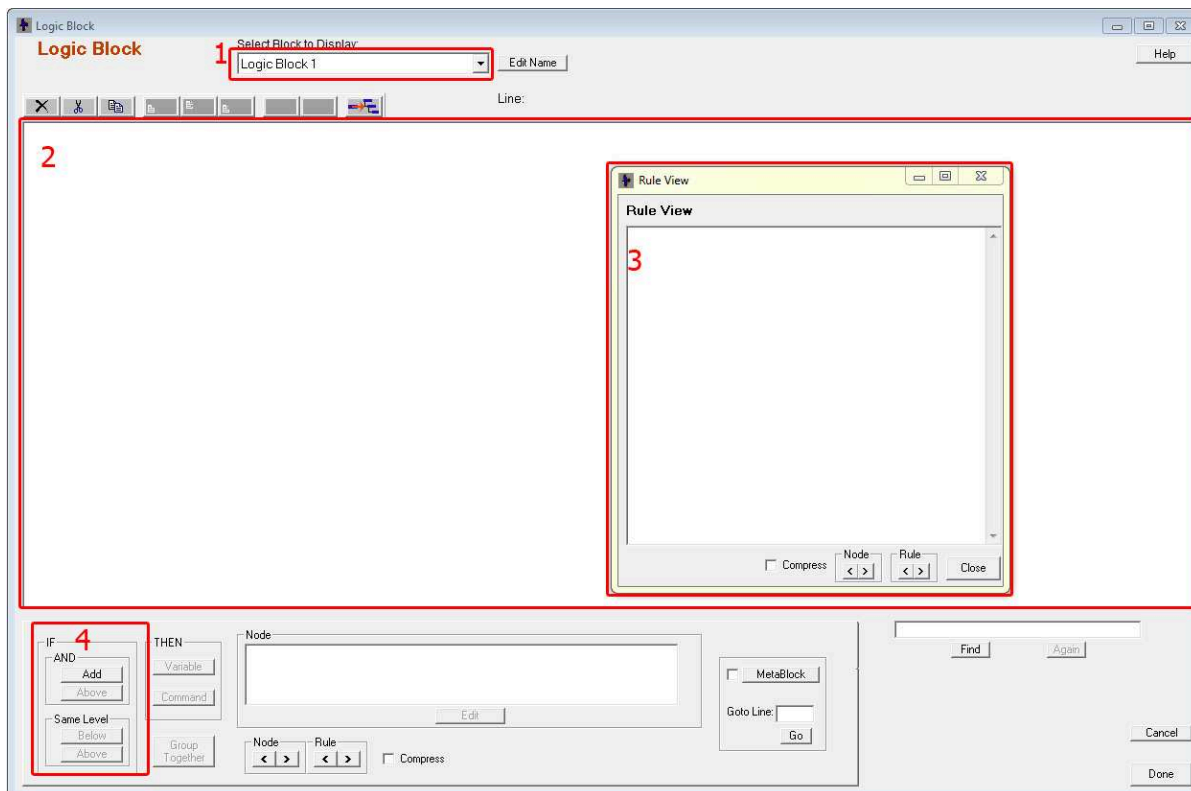 Logic Block
Logic Block
1
Select Block to Display:
Logic Block 1
Edit Name
Help
Line:
2
Rule View
Rule View
3
Compress
Node
< >
Rule
< >
Close
IF
4
AND
Add
Above
Same Level
Below
Above
THEN
Variable
Command
Group
Together
Node
Edit
Node
< >
Rule
< >
Compress
MetaBlock
Goto Line:
Go
Find
Again
Cancel
Done